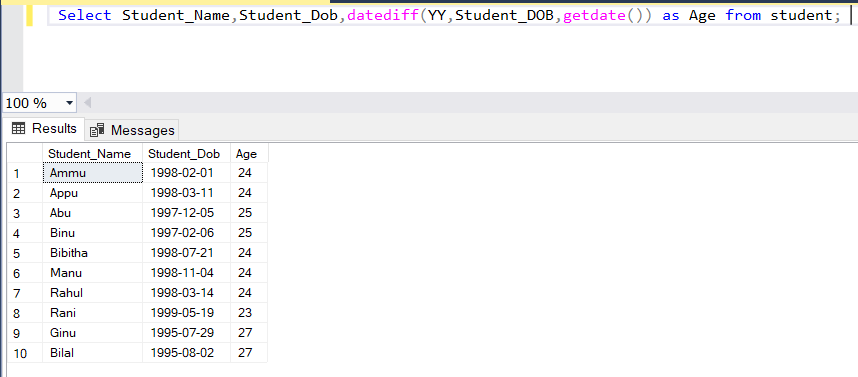 Select Student_Name,Student_Dob,datediff(YY,Student_DOB,getdate()) as Age from student;
100 %
Results Messages
Student_Name Student_Dob Age
1 Ammu 1998-02-01 24
2 Appu 1998-03-11 24
3 Abu 1997-12-05 25
4 Binu 1997-02-06 25
5 Bibitha 1998-07-21 24
6 Manu 1998-11-04 24
7 Rahul 1998-03-14 24
8 Rani 1999-05-19 23
9 Ginu 1995-07-29 27
10 Bilal 1995-08-02 27